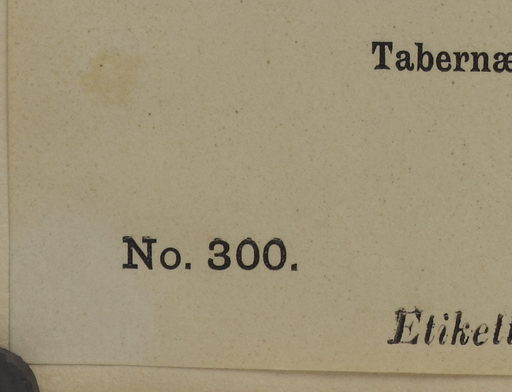 Tabernæ
No. 300.
Etikett